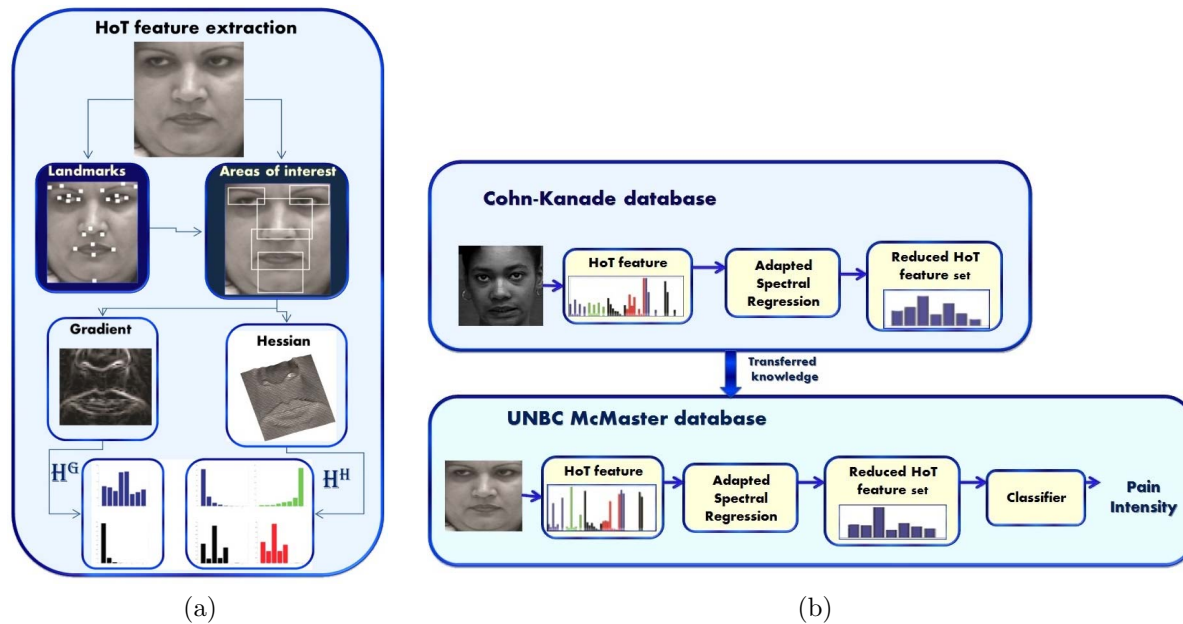 HoT feature extraction
Landmarks
Areas of interest
Gradient
Hessian
H^G
H^H
(a)
Cohn-Kanade database
HoT feature
Adapted
Spectral
Regression
Reduced HoT
feature set
Transferred
knowledge
UNBC McMaster database
HoT feature
Adapted
Spectral
Regression
Reduced HoT
feature set
Classifier
Pain
Intensity
(b)